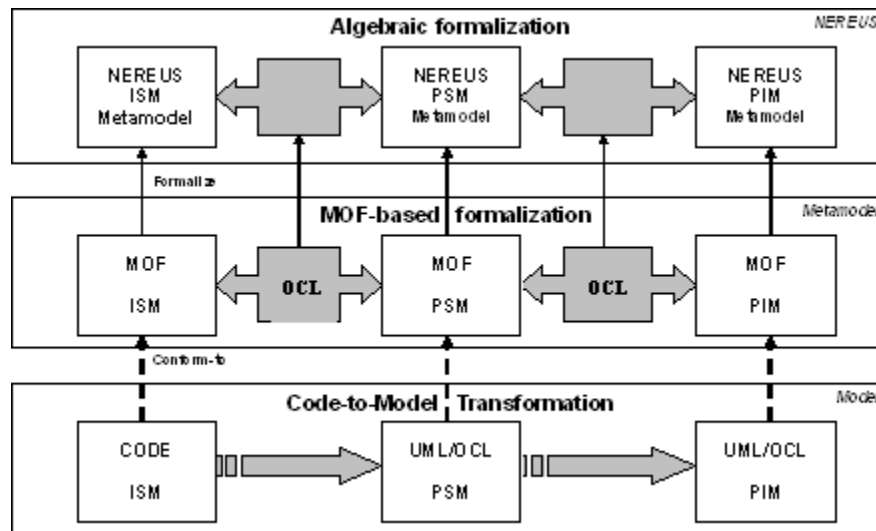 Algebraic formalization
NEREUS
NEREUS
ISM
Metamodel
NEREUS
PSM
Metamodel
NEREUS
PIM
Metamodel
Formalize
MOF-based formalization
Metamodel
MOF
ISM
OCL
MOF
PSM
OCL
MOF
PIM
Conform-to
Code-to-Model Transformation
Model
CODE
ISM
UML/OCL
PSM
UML/OCL
PIM